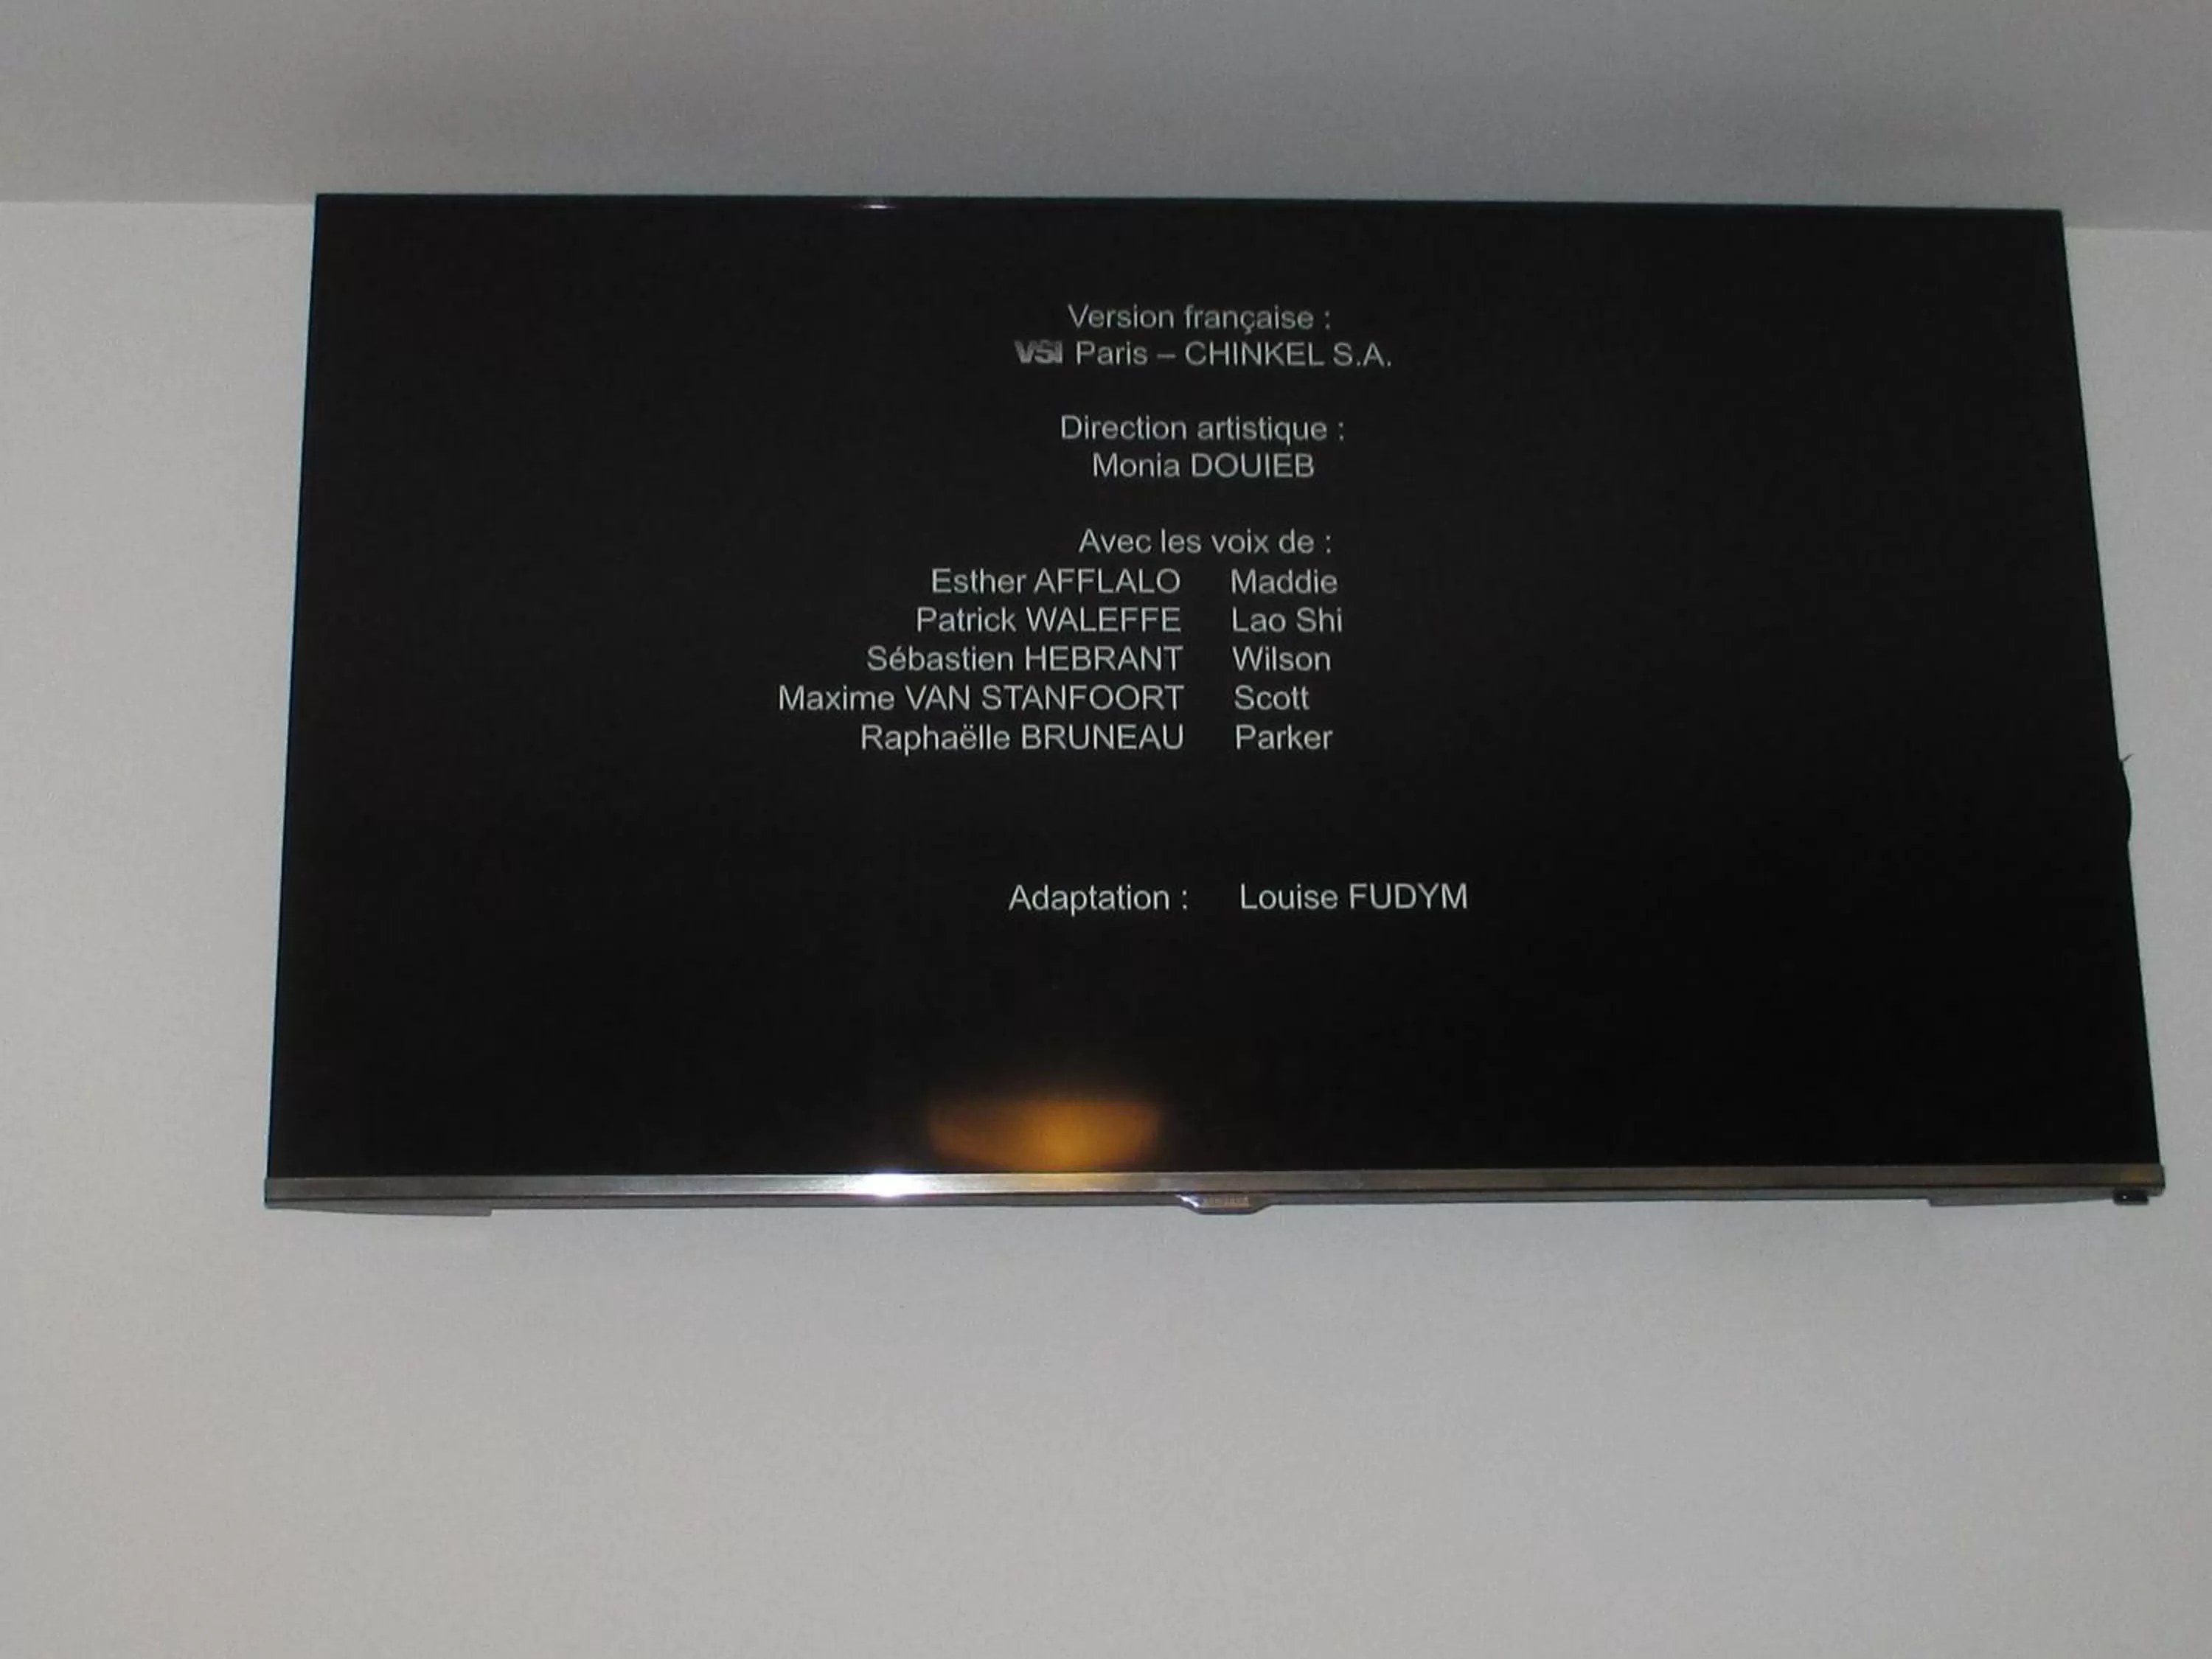 Version française :
VSI Paris – CHINKEL S.A.
Direction artistique :
Monia DOUIEB
Avec les voix de :
Esther AFFLALO Maddie
Patrick WALEFFE Lao Shi
Sébastien HEBRANT Wilson
Maxime VAN STANFOORT Scott
Raphaëlle BRUNEAU Parker
Adaptation : Louise FUDYM